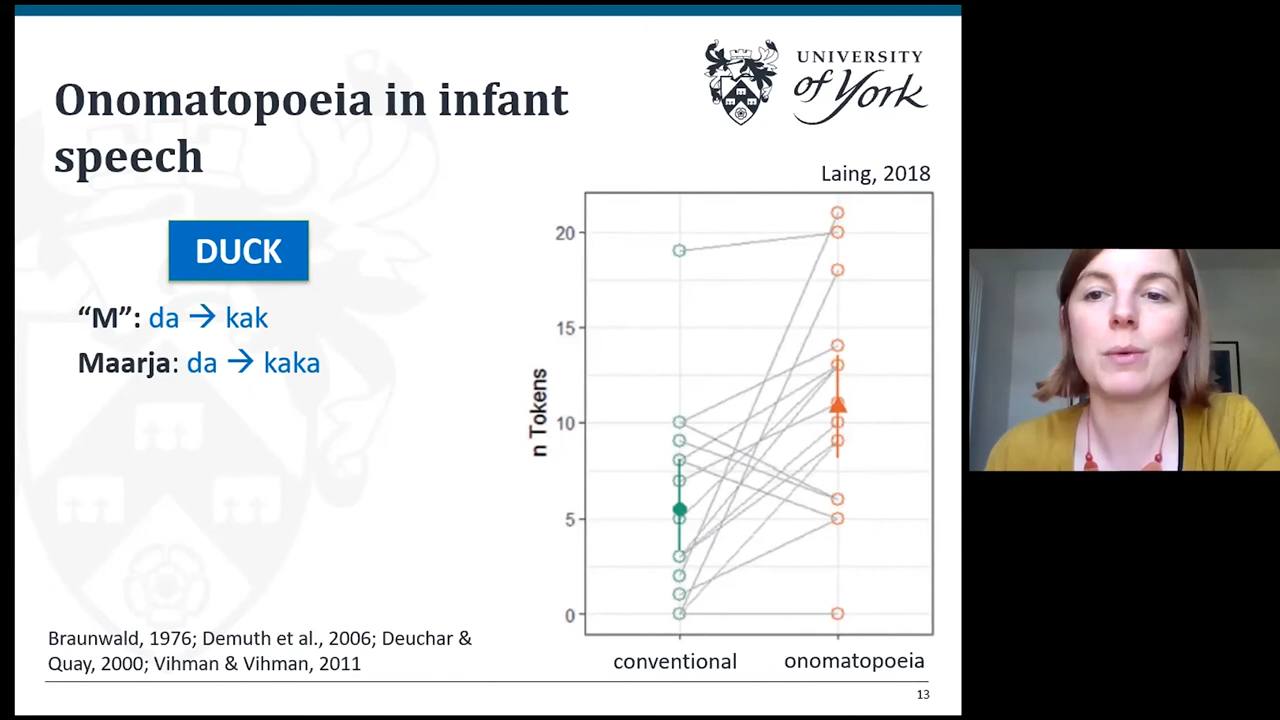 Onomatopoeia in infant
speech
UNIVERSITY
of York
Laing, 2018
DUCK
“M”: da → kak
Maarja: da → kaka
n Tokens
20
15
10
5
0
conventional
onomatopoeia
Braunwald, 1976; Demuth et al., 2006; Deuchar &
Quay, 2000; Vihman & Vihman, 2011
13